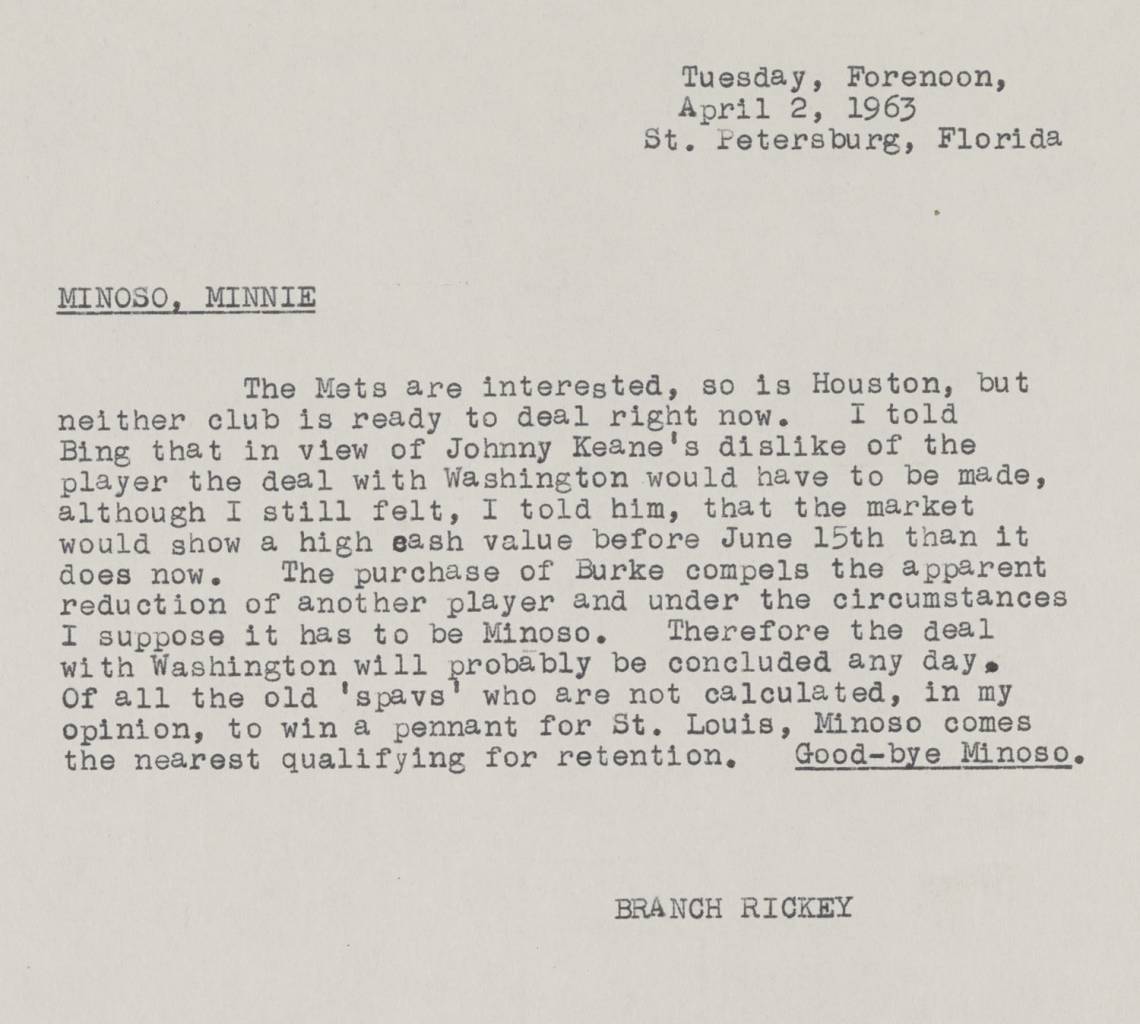 Tuesday, Forenoon,
April 2, 1963
St. Petersburg, Florida
MINOSO, MINNIE
The Mets are interested, so is Houston, but
neither club is ready to deal right now. I told
Bing that in view of Johnny Keane's dislike of the
player the deal with Washington would have to be made,
although I still felt, I told him, that the market
would show a high cash value before June 15th than it
does now. The purchase of Burke compels the apparent
reduction of another player and under the circumstances
I suppose it has to be Minoso. Therefore the deal
with Washington will probably be concluded any day.
Of all the old 'spavs' who are not calculated, in my
opinion, to win a pennant for St. Louis, Minoso comes
the nearest qualifying for retention. Good-bye Minoso.
BRANCH RICKEY